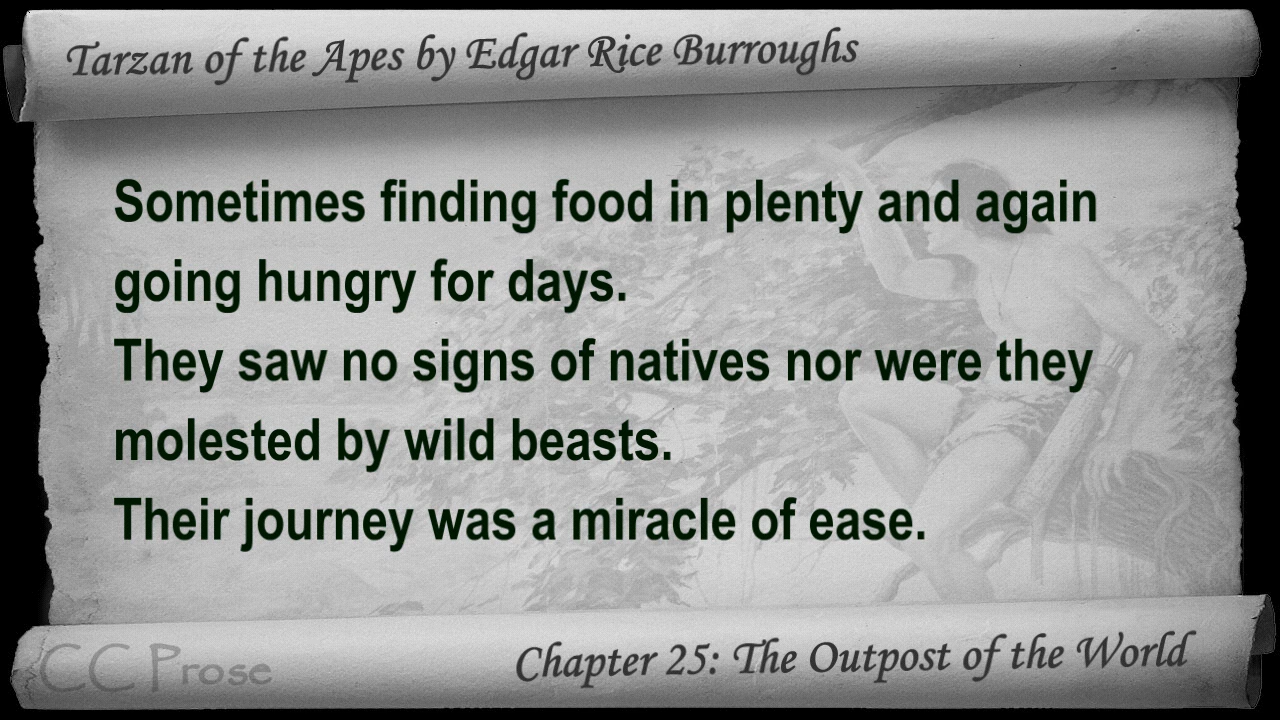 Tarzan of the Apes by Edgar Rice Burroughs
Sometimes finding food in plenty and again
going hungry for days.
They saw no signs of natives nor were they
molested by wild beasts.
Their journey was a miracle of ease.
CC Prose
Chapter 25: The Outpost of the World